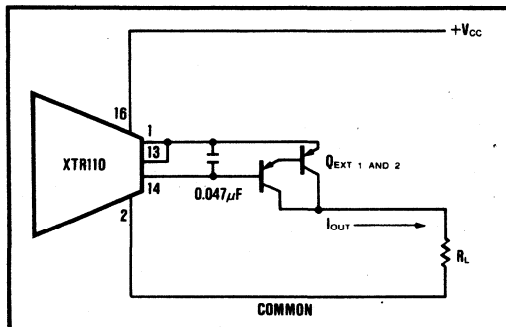 +VCC
16
1
13
XTR110
14
2
0.047μF
QEXT 1 AND 2
IOUT
RL
COMMON